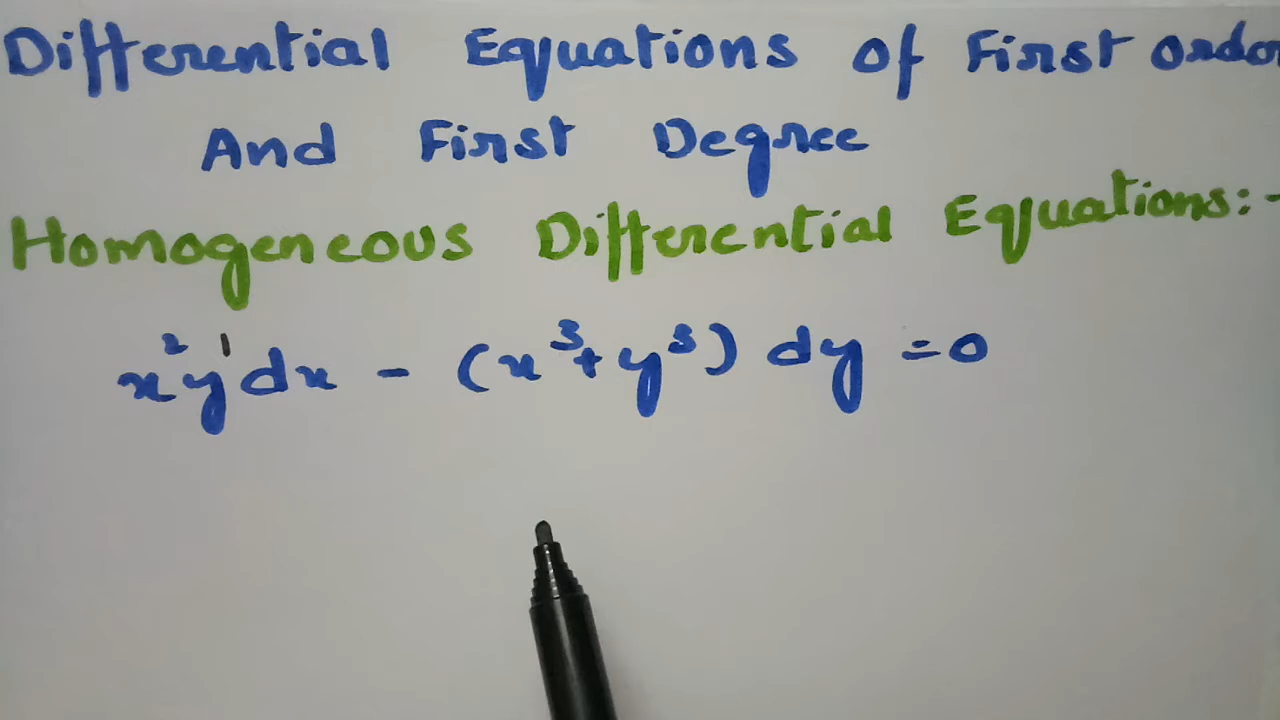 Differential Equations of First Order
And First Degree
Homogeneous Differential Equations:-
x²y¹dx - (x³+y³) dy = 0